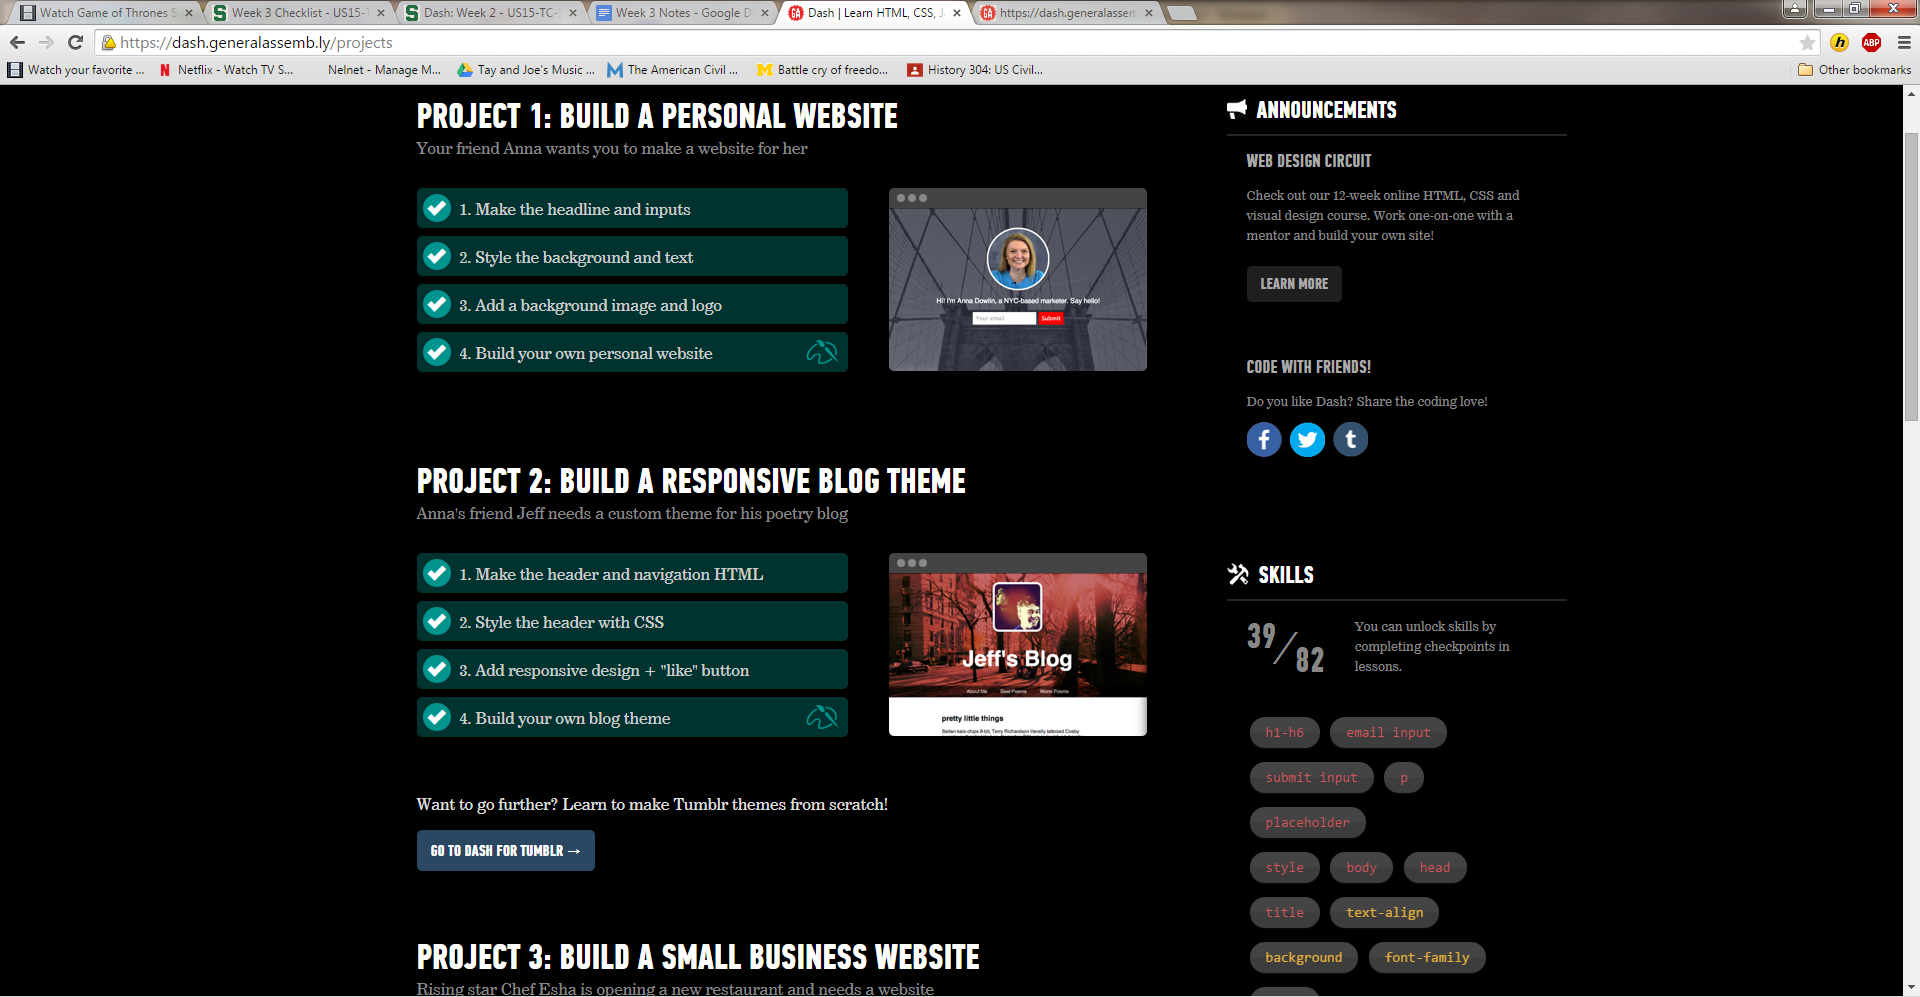 Watch Game of Thrones S
Week 3 Checklist - US15-T
Dash: Week 2 - US15-TC-
Week 3 Notes - Google D
Dash | Learn HTML, CSS, J
https://dash.generalassem
https://dash.generalassemb.ly/projects
Watch your favorite ...
Netflix - Watch TV S...
Nelnet - Manage M...
Tay and Joe's Music ...
The American Civil ...
Battle cry of freedo...
History 304: US Civil...
Other bookmarks
PROJECT 1: BUILD A PERSONAL WEBSITE
Your friend Anna wants you to make a website for her
1. Make the headline and inputs
2. Style the background and text
3. Add a background image and logo
4. Build your own personal website
Hi! I'm Anna Dowlin, a NYC-based marketer. Say hello!
Your email
Submit
PROJECT 2: BUILD A RESPONSIVE BLOG THEME
Anna's friend Jeff needs a custom theme for his poetry blog
1. Make the header and navigation HTML
2. Style the header with CSS
3. Add responsive design + "like" button
4. Build your own blog theme
Jeff's Blog
About Me Best Poems Worst Poems
pretty little things
Seitan kale chips 8-bit, Terry Richardson literally tattooed Cosby
Want to go further? Learn to make Tumblr themes from scratch!
GO TO DASH FOR TUMBLR →
PROJECT 3: BUILD A SMALL BUSINESS WEBSITE
Rising star Chef Esha is opening a new restaurant and needs a website
ANNOUNCEMENTS
WEB DESIGN CIRCUIT
Check out our 12-week online HTML, CSS and
visual design course. Work one-on-one with a
mentor and build your own site!
LEARN MORE
CODE WITH FRIENDS!
Do you like Dash? Share the coding love!
SKILLS
39/82
You can unlock skills by
completing checkpoints in
lessons.
h1-h6 email input
submit input p
placeholder
style body head
title text-align
background font-family